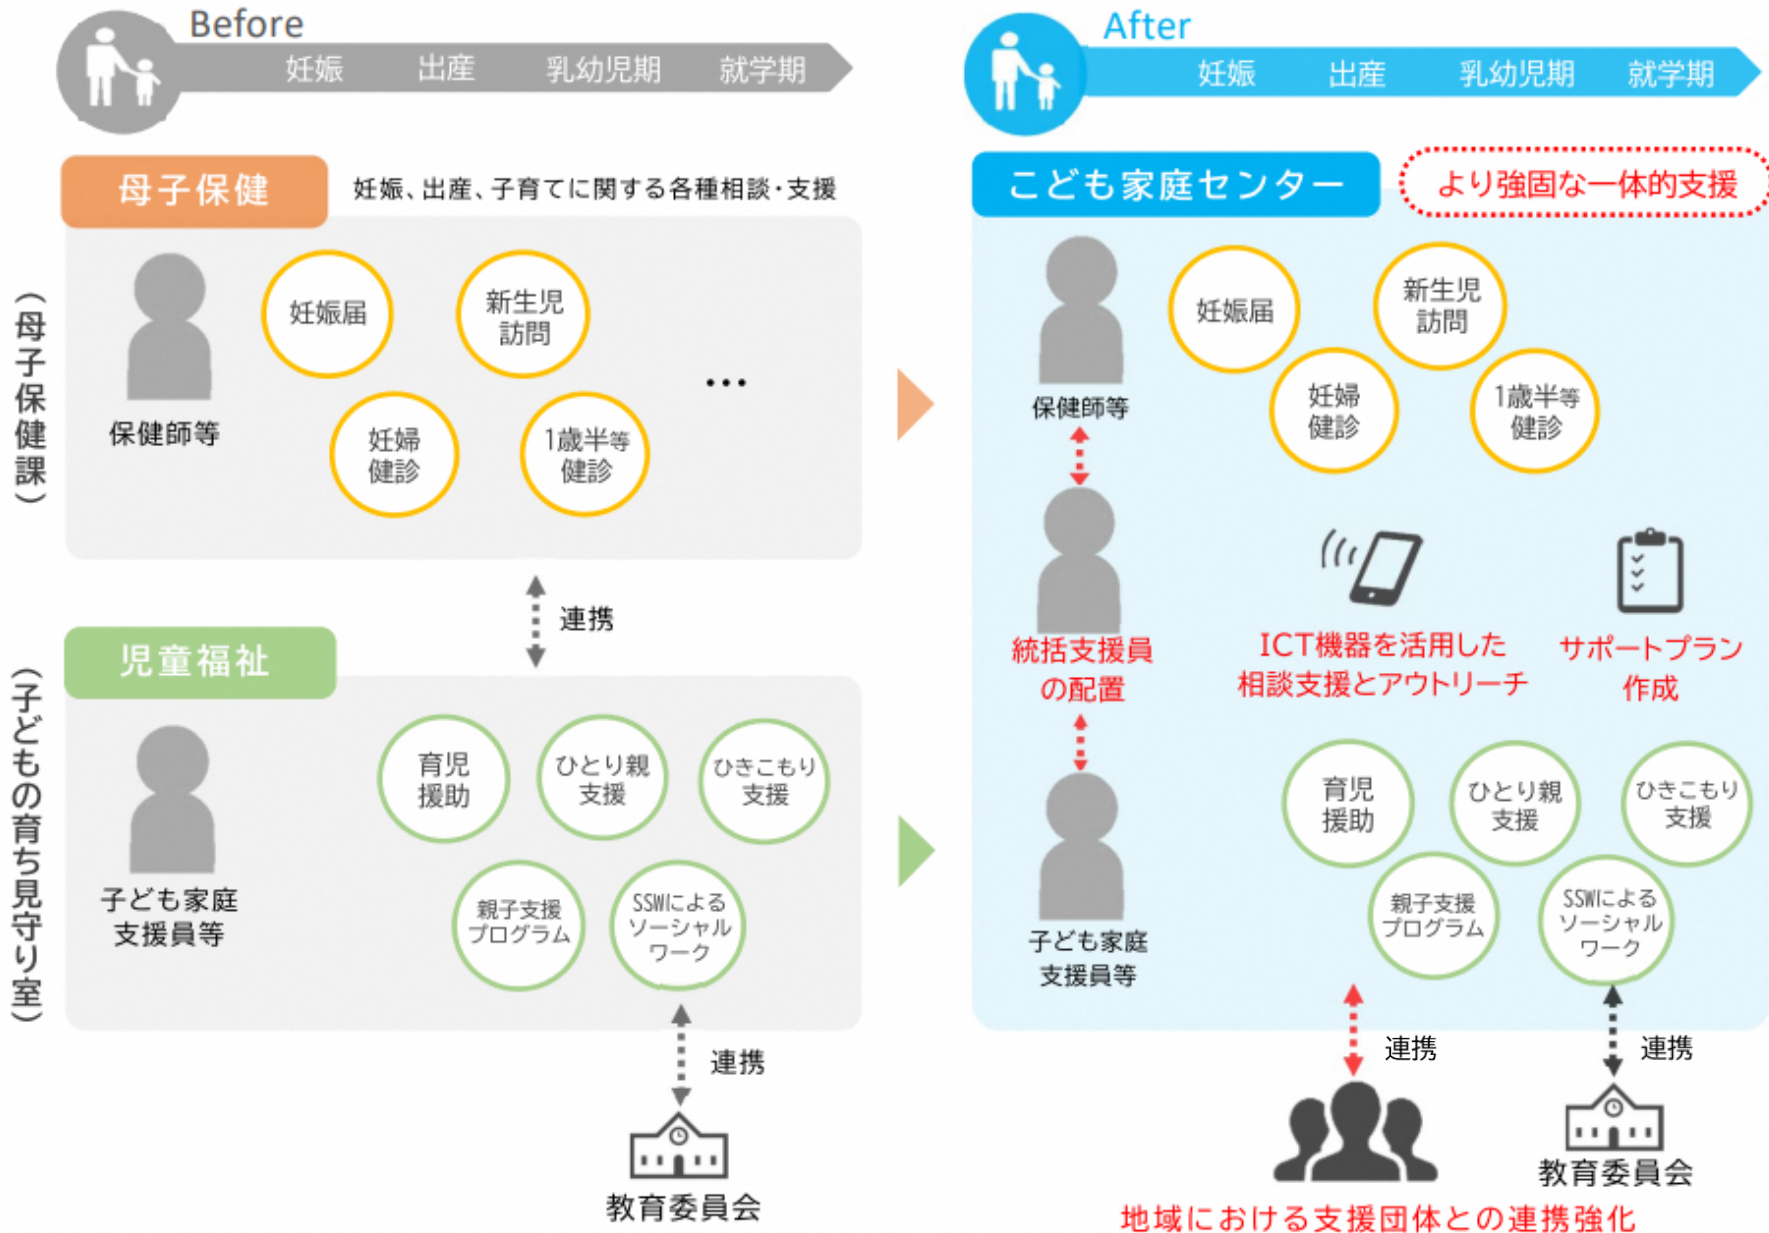 Before
妊娠 出産 乳幼児期 就学期
母子保健
妊娠、出産、子育てに関する各種相談・支援
（母子保健課）
保健師等
妊娠届
新生児
訪問
妊婦
健診
1歳半等
健診
…
連携
児童福祉
（子どもの育ち見守り室）
子ども家庭
支援員等
育児
援助
ひとり親
支援
ひきこもり
支援
親子支援
プログラム
SSWによる
ソーシャル
ワーク
連携
教育委員会
After
妊娠 出産 乳幼児期 就学期
こども家庭センター
より強固な一体的支援
保健師等
妊娠届
新生児
訪問
妊婦
健診
1歳半等
健診
統括支援員
の配置
ICT機器を活用した
相談支援とアウトリーチ
サポートプラン
作成
子ども家庭
支援員等
育児
援助
ひとり親
支援
ひきこもり
支援
親子支援
プログラム
SSWによる
ソーシャル
ワーク
連携
連携
教育委員会
地域における支援団体との連携強化